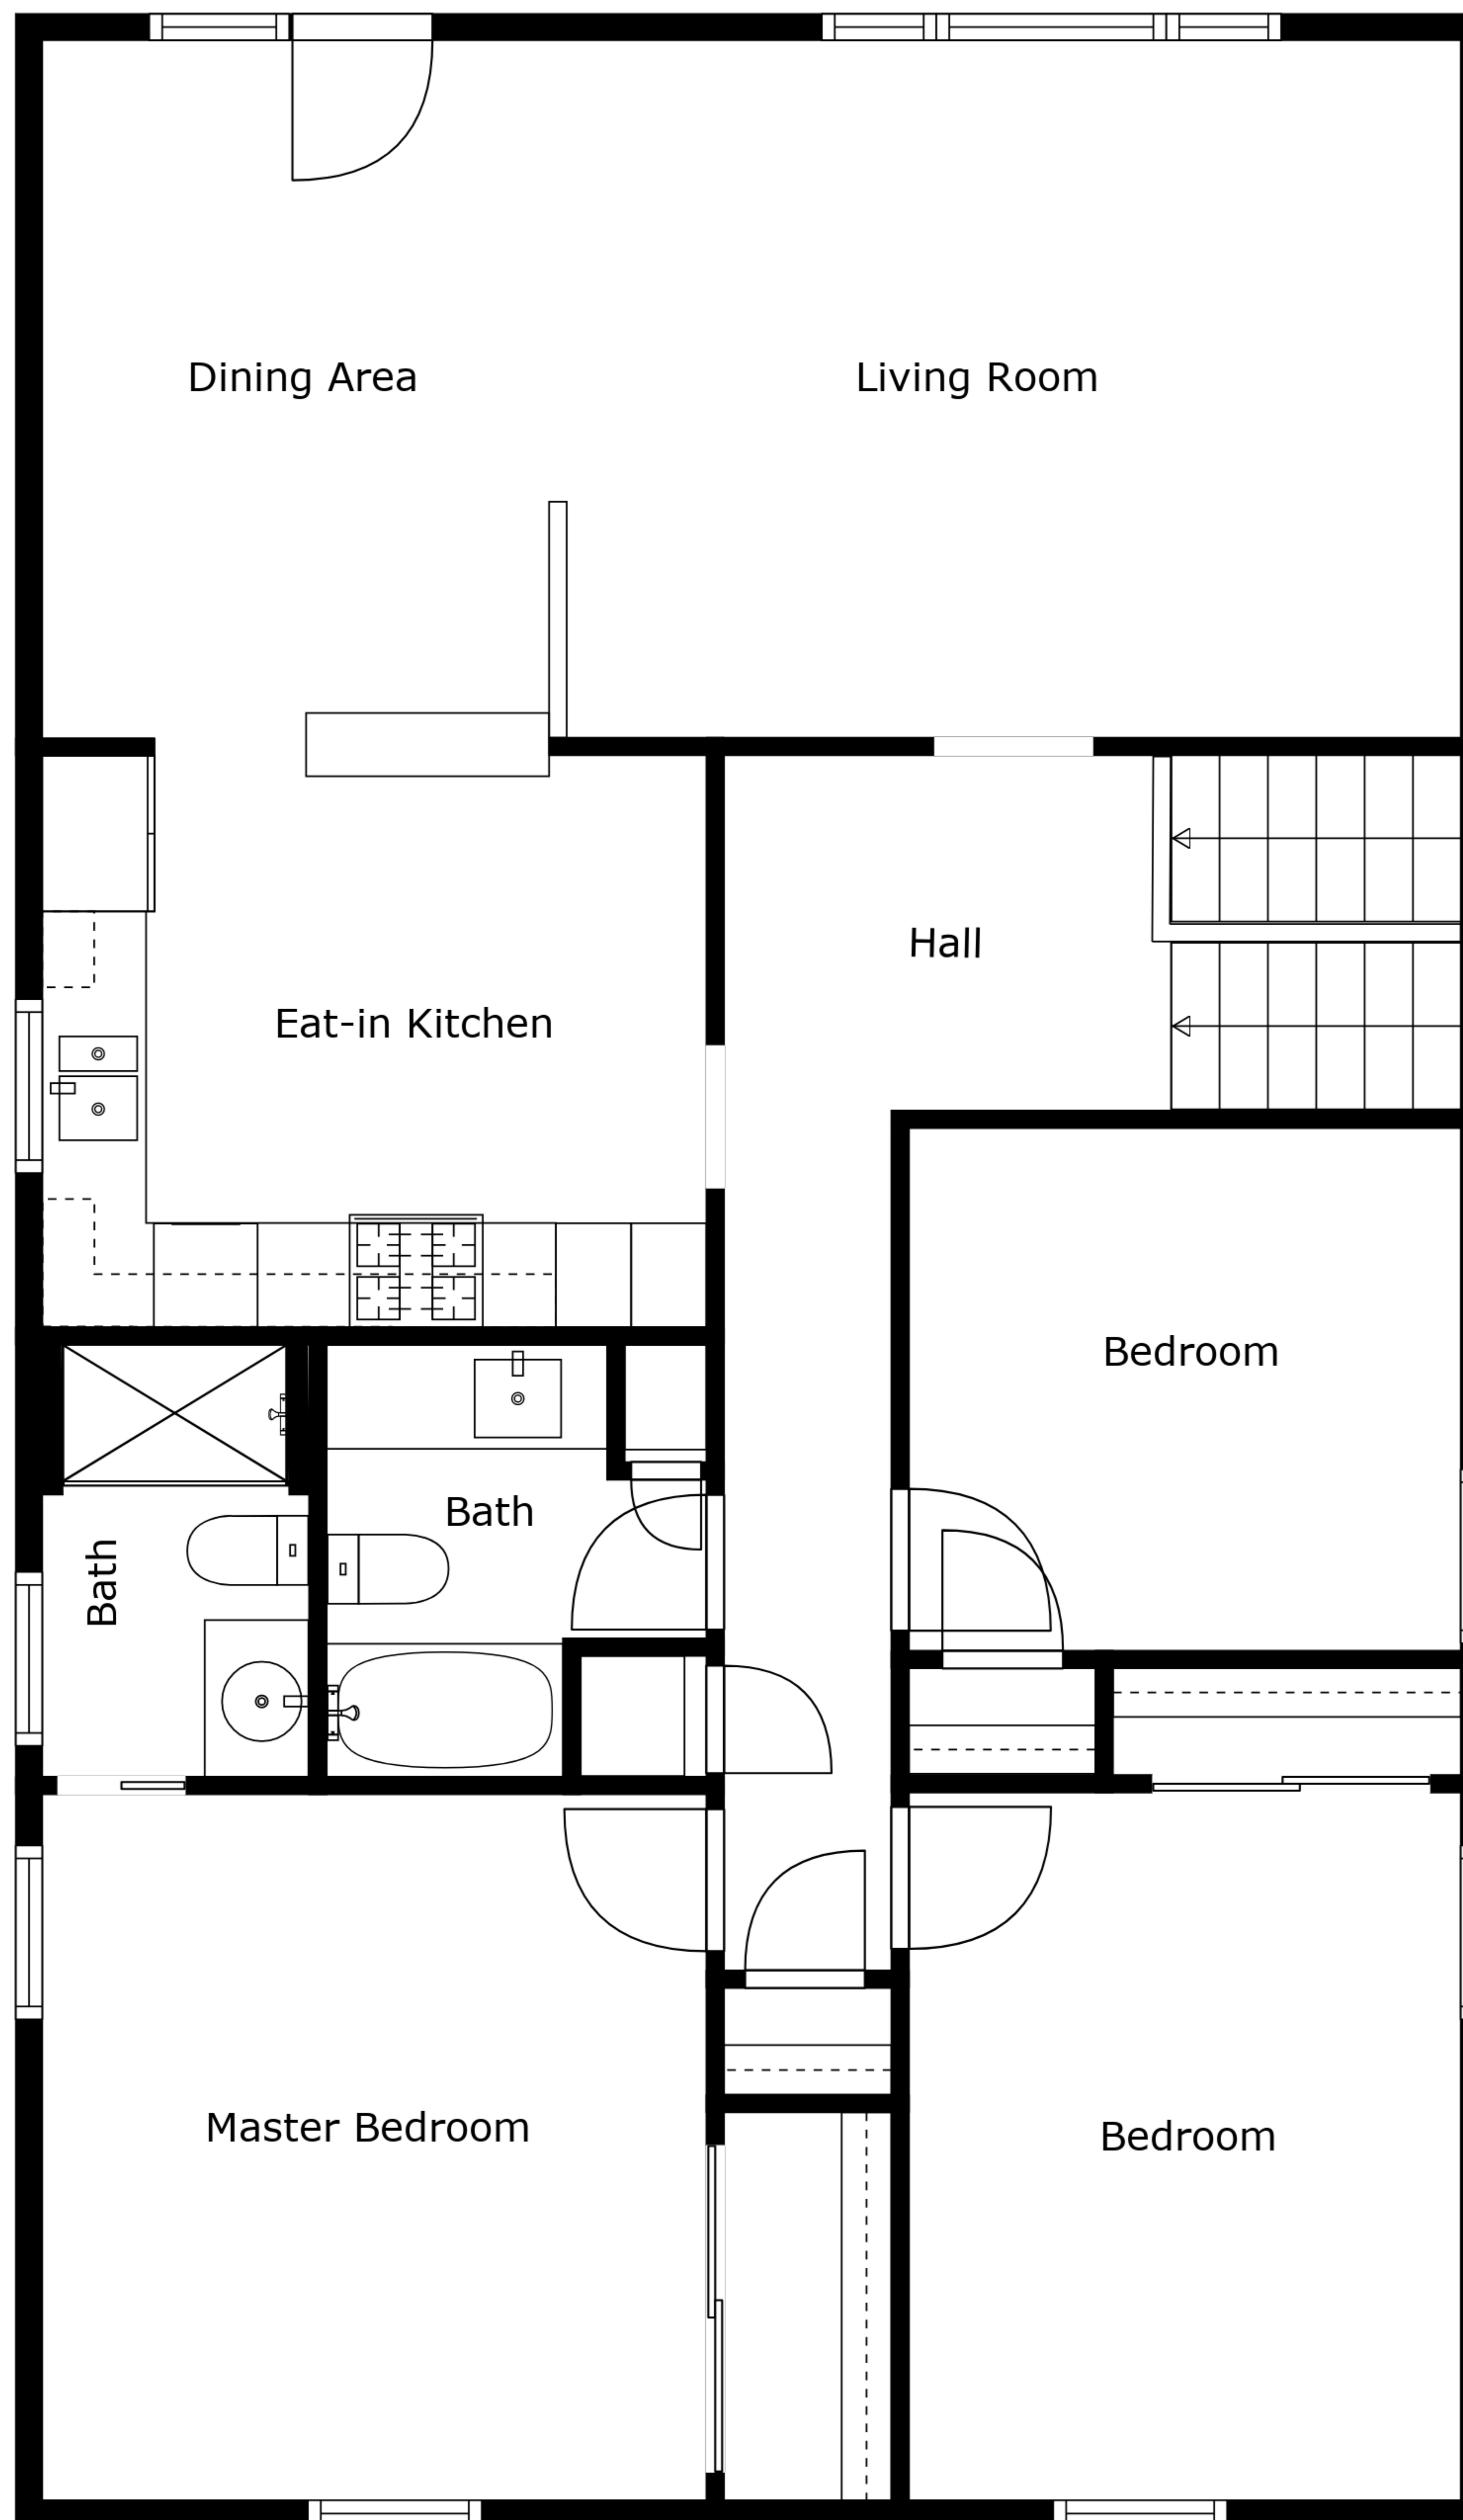 Dining Area
Living Room
Hall
Eat-in Kitchen
Bedroom
Bath
Bath
Master Bedroom
Bedroom